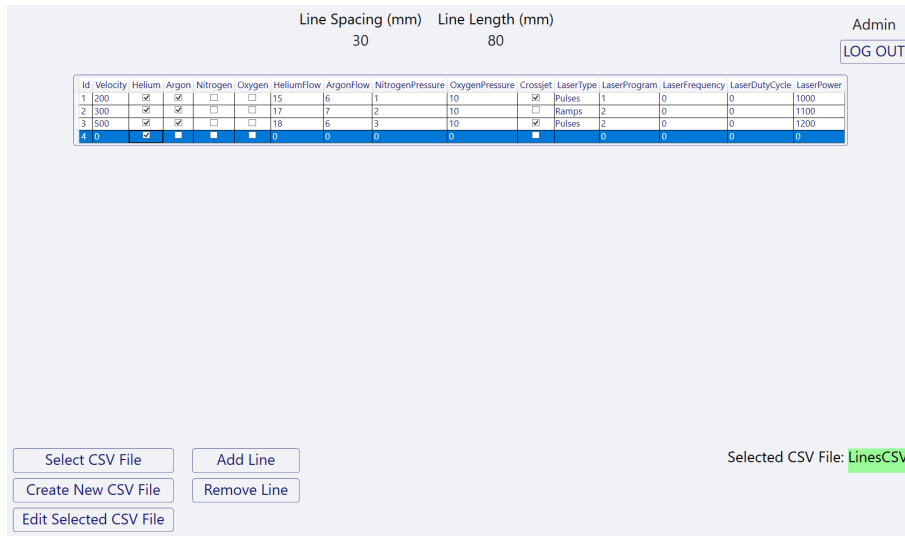 Line Spacing (mm) Line Length (mm)
30 80
Admin
LOG OUT
Id Velocity Helium Argon Nitrogen Oxygen HeliumFlow ArgonFlow NitrogenPressure OxygenPressure Crossjet LaserType LaserProgram LaserFrequency LaserDutyCycle LaserPower
1 200 15 6 1 10 Pulses 1 0 0 1000
2 300 17 7 2 10 Ramps 2 0 0 1100
3 500 18 6 3 10 Pulses 2 0 0 1200
4 0 0 0 0 0 0 0 0 0
Select CSV File Add Line
Create New CSV File Remove Line
Edit Selected CSV File
Selected CSV File: LinesCSV